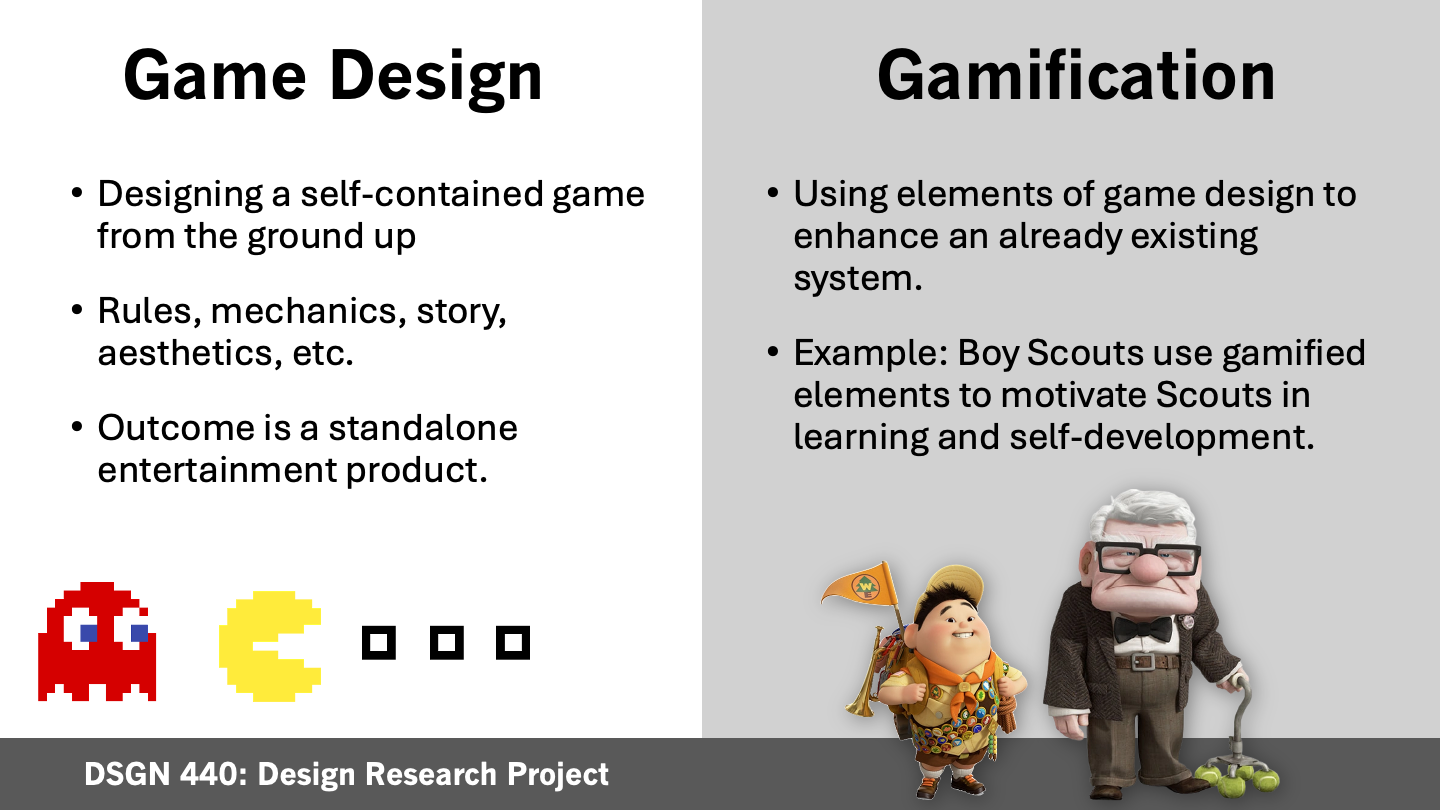 Game Design
• Designing a self-contained game
from the ground up
• Rules, mechanics, story,
aesthetics, etc.
• Outcome is a standalone
entertainment product.
Gamification
• Using elements of game design to
enhance an already existing
system.
• Example: Boy Scouts use gamified
elements to motivate Scouts in
learning and self-development.
W
E
DSGN 440: Design Research Project